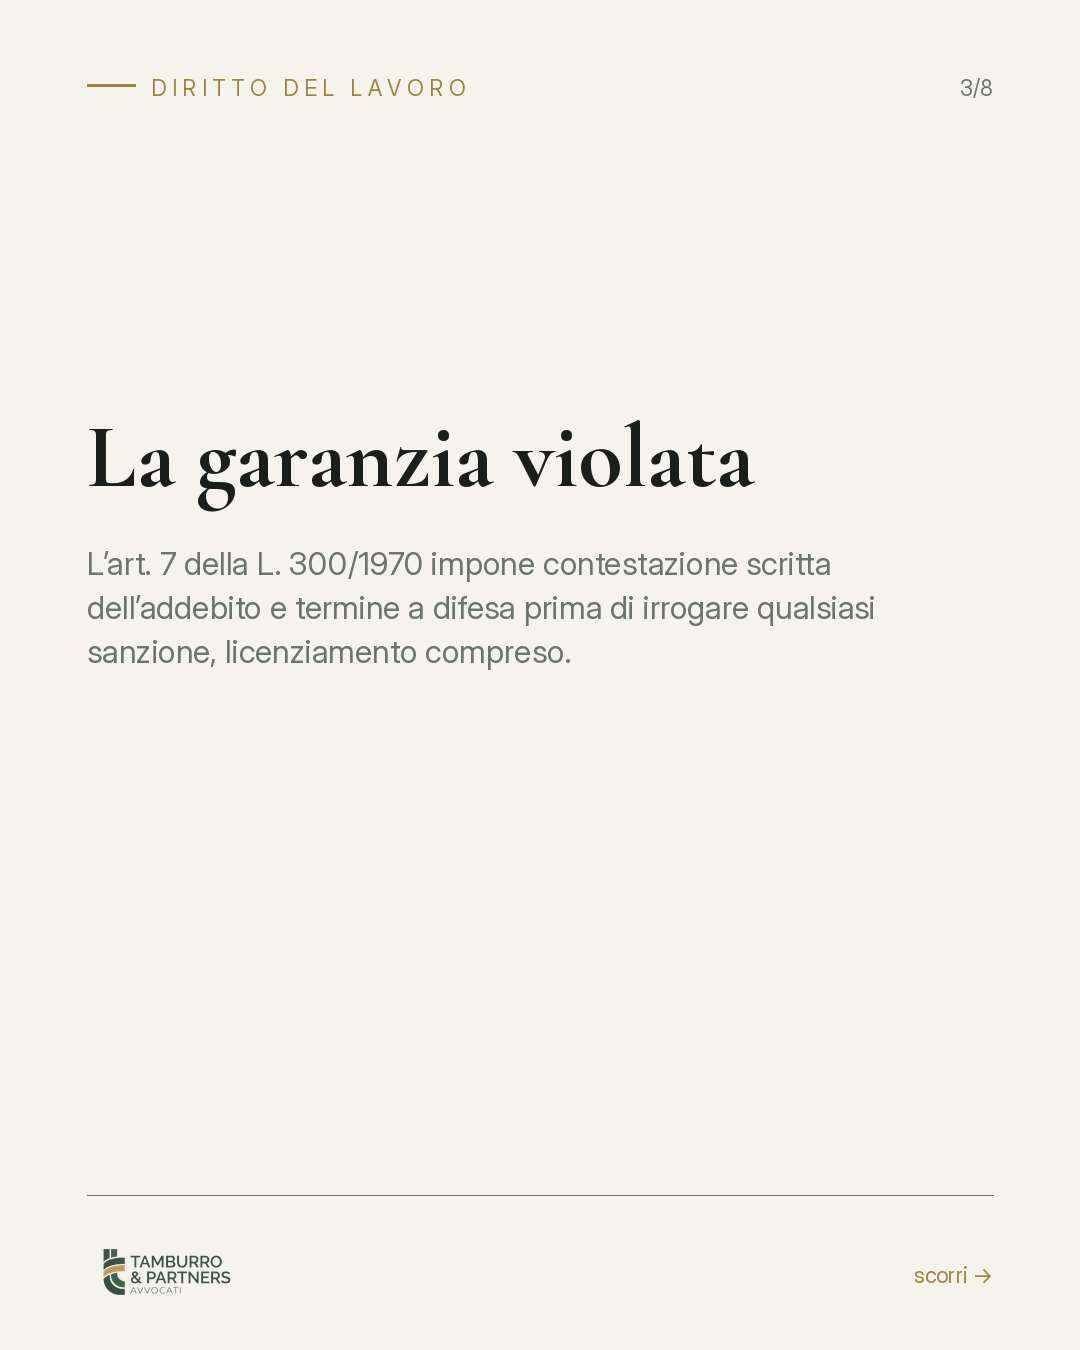 DIRITTO DEL LAVORO
3/8
La garanzia violata
L’art. 7 della L. 300/1970 impone contestazione scritta
dell’addebito e termine a difesa prima di irrogare qualsiasi
sanzione, licenziamento compreso.
TAMBURRO
& PARTNERS
AVVOCATI
scorri →